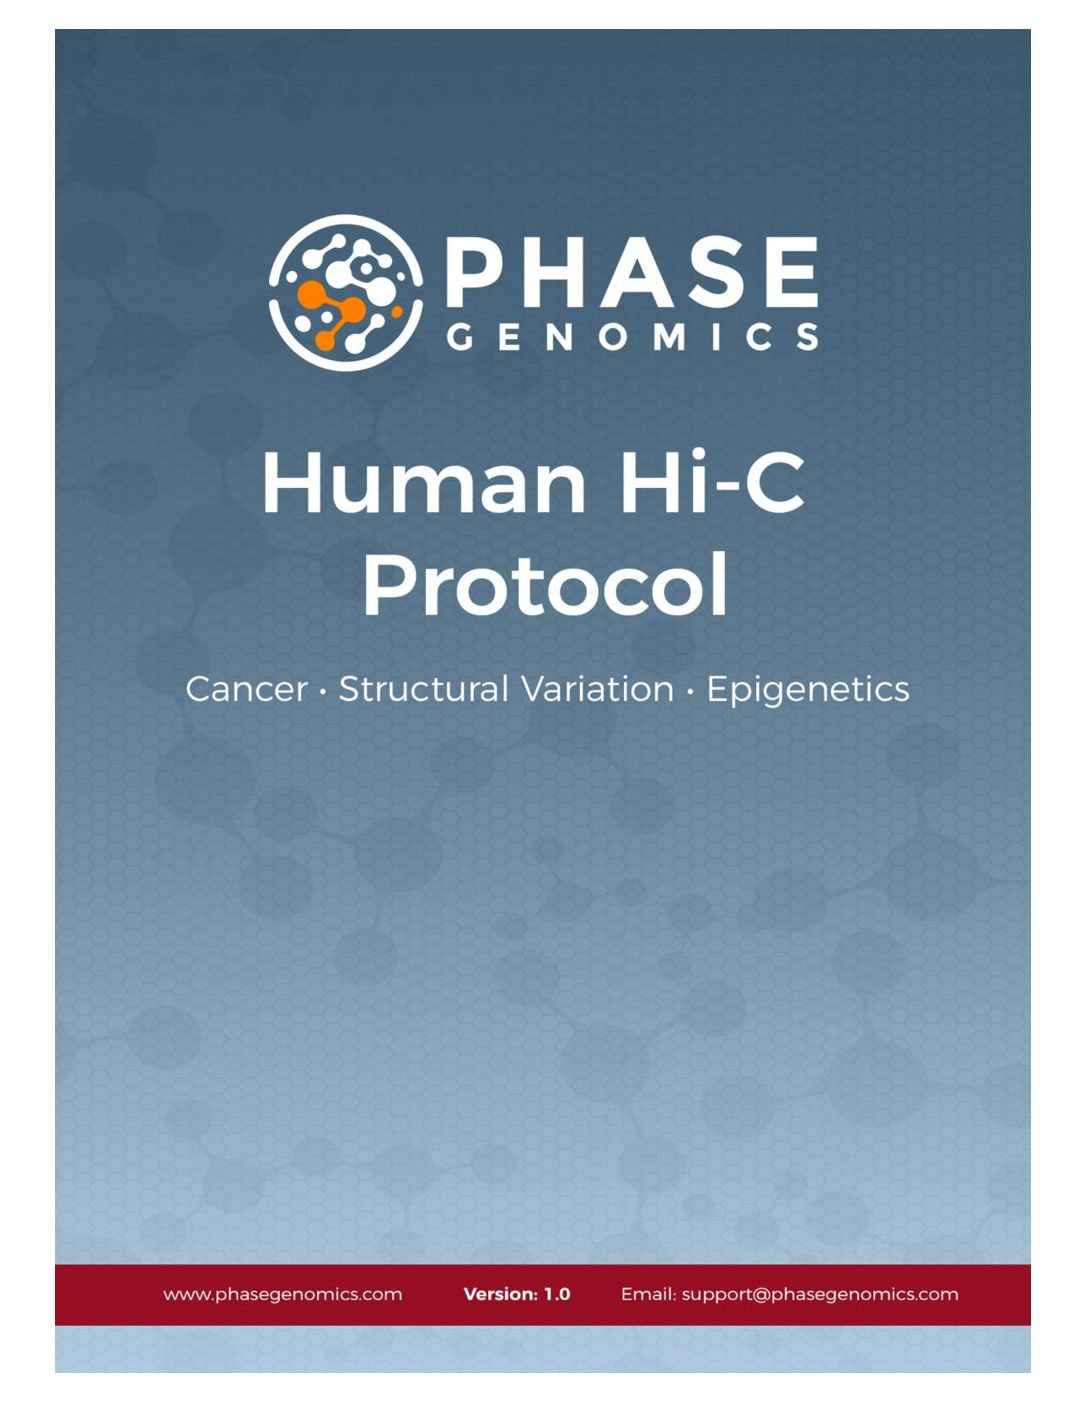 PHASE
GENOMICS
Human Hi-C
Protocol
Cancer • Structural Variation • Epigenetics
www.phasegenomics.com Version: 1.0 Email: support@phasegenomics.com